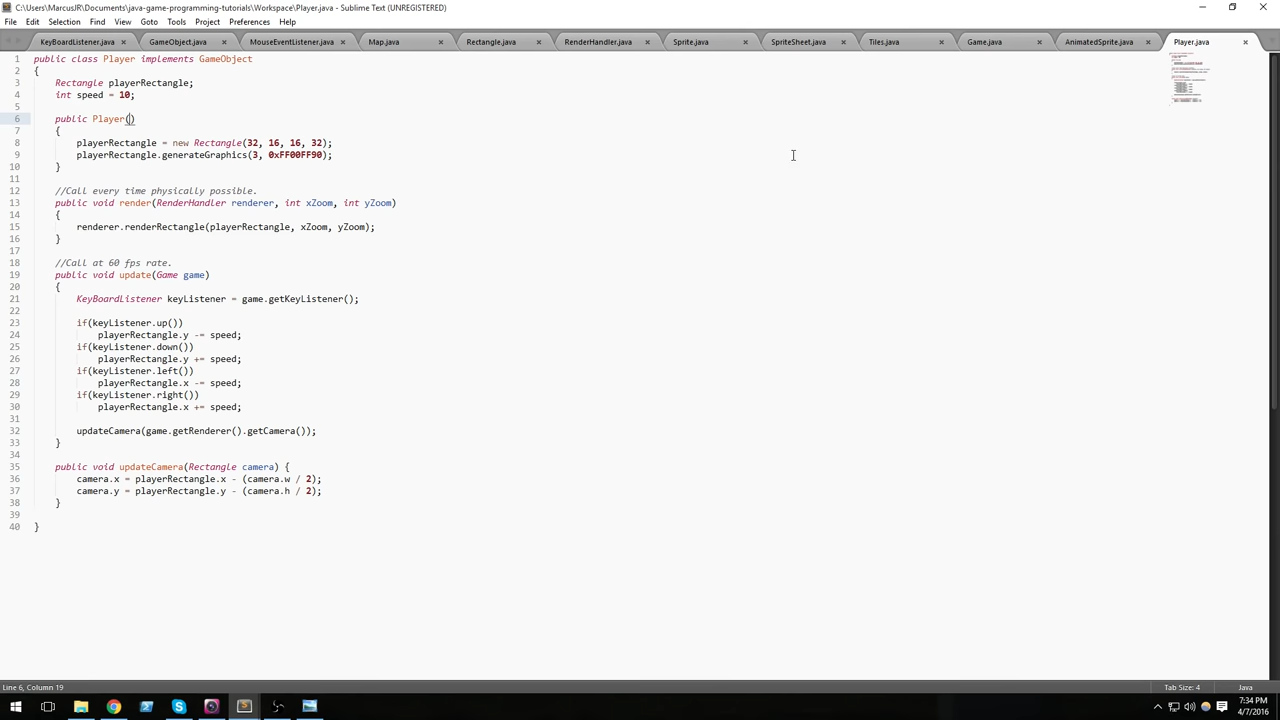 C:\Users\MarcusJR\Documents\java-game-programming-tutorials\Workspace\Player.java - Sublime Text (UNREGISTERED)
File Edit Selection Find View Goto Tools Project Preferences Help
KeyBoardListener.java × GameObject.java × MouseEventListener.java × Map.java × Rectangle.java × RenderHandler.java × Sprite.java × SpriteSheet.java × Tiles.java × Game.java × AnimatedSprite.java × Player.java ×
1 public class Player implements GameObject
2 {
3     Rectangle playerRectangle;
4     int speed = 10;
5
6     public Player()
7     {
8         playerRectangle = new Rectangle(32, 16, 16, 32);
9         playerRectangle.generateGraphics(3, 0xFF00FF90);
10     }
11
12     //Call every time physically possible.
13     public void render(RenderHandler renderer, int xZoom, int yZoom)
14     {
15         renderer.renderRectangle(playerRectangle, xZoom, yZoom);
16     }
17
18     //Call at 60 fps rate.
19     public void update(Game game)
20     {
21         KeyBoardListener keyListener = game.getKeyListener();
22
23         if(keyListener.up())
24             playerRectangle.y -= speed;
25         if(keyListener.down())
26             playerRectangle.y += speed;
27         if(keyListener.left())
28             playerRectangle.x -= speed;
29         if(keyListener.right())
30             playerRectangle.x += speed;
31
32         updateCamera(game.getRenderer().getCamera());
33     }
34
35     public void updateCamera(Rectangle camera) {
36         camera.x = playerRectangle.x - (camera.w / 2);
37         camera.y = playerRectangle.y - (camera.h / 2);
38     }
39
40 }
Line 6, Column 19 Tab Size: 4 Java
7:34 PM
4/7/2016